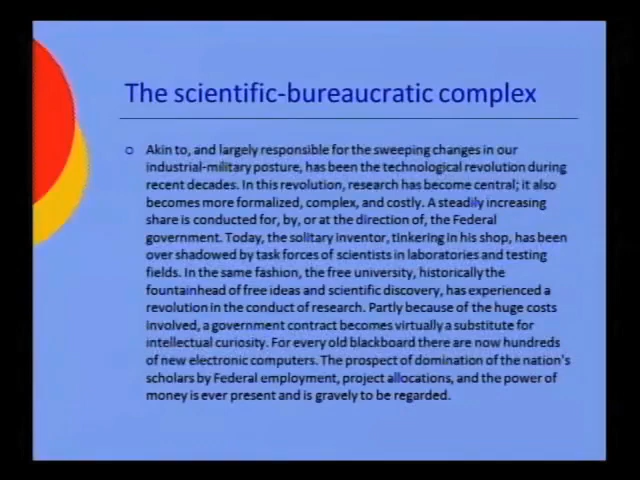 The scientific-bureaucratic complex
Akin to, and largely responsible for the sweeping changes in our
industrial-military posture, has been the technological revolution during
recent decades. In this revolution, research has become central; it also
becomes more formalized, complex, and costly. A steadily increasing
share is conducted for, by, or at the direction of, the Federal
government. Today, the solitary inventor, tinkering in his shop, has been
over shadowed by task forces of scientists in laboratories and testing
fields. In the same fashion, the free university, historically the
fountainhead of free ideas and scientific discovery, has experienced a
revolution in the conduct of research. Partly because of the huge costs
involved, a government contract becomes virtually a substitute for
intellectual curiosity. For every old blackboard there are now hundreds
of new electronic computers. The prospect of domination of the nation's
scholars by Federal employment, project allocations, and the power of
money is ever present and is gravely to be regarded.